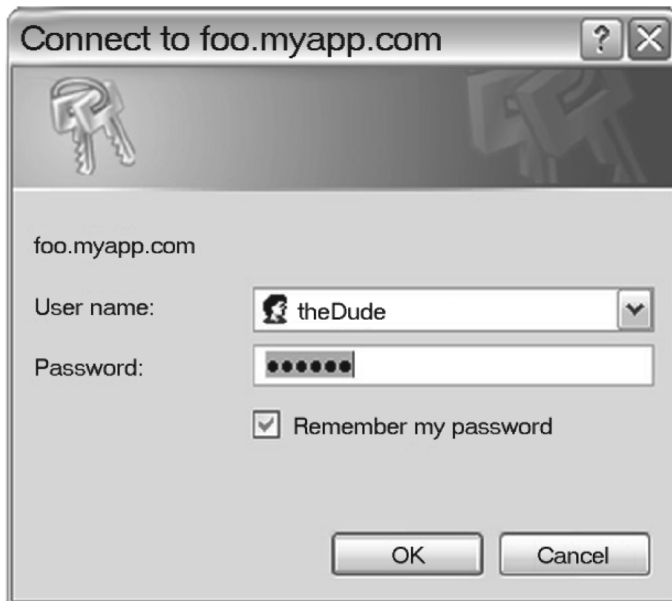 Connect to foo.myapp.com ?
foo.myapp.com
User name: theDude
Password: ••••••
Remember my password
OK Cancel